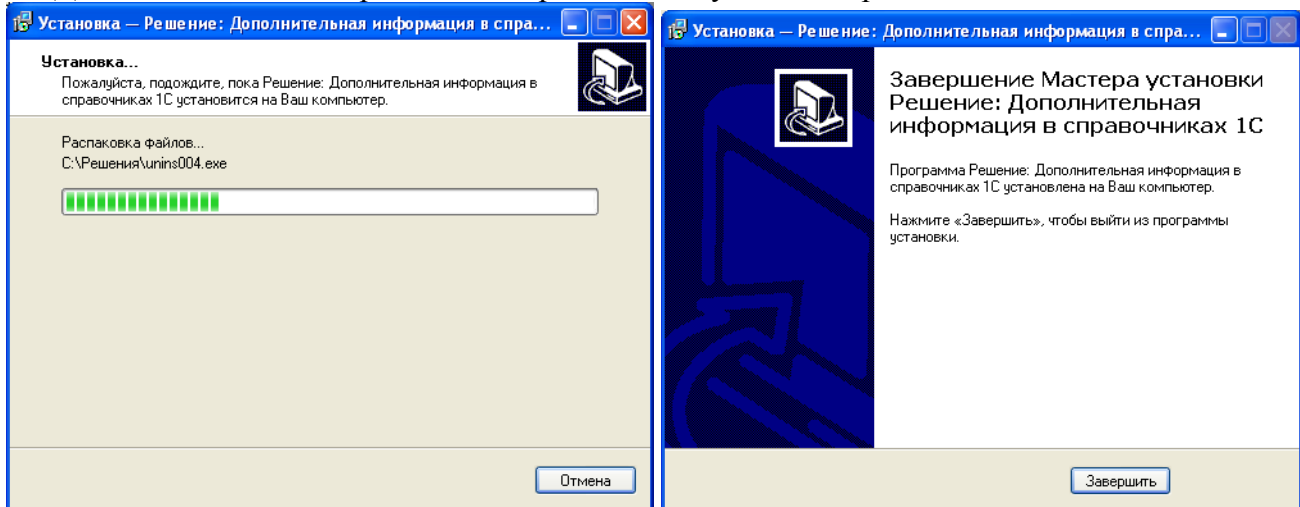 Установка — Решение: Дополнительная информация в спра...
Установка...
Пожалуйста, подождите, пока Решение: Дополнительная информация в
справочниках 1С установится на Ваш компьютер.
Распаковка файлов...
C:\Решения\unins004.exe
Отмена
Установка — Решение: Дополнительная информация в спра...
Завершение Мастера установки
Решение: Дополнительная
информация в справочниках 1С
Программа Решение: Дополнительная информация в
справочниках 1С установлена на Ваш компьютер.
Нажмите «Завершить», чтобы выйти из программы
установки.
Завершить